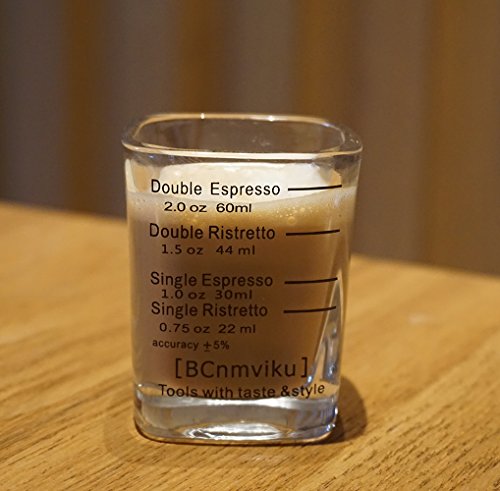 Double Espresso
2.0 oz 60ml
Double Ristretto
1.5 oz 44 ml
Single Espresso
1.0 oz 30ml
Single Ristretto
0.75 oz 22 ml
accuracy ±5%
[BCnmviku]
Tools with taste &style